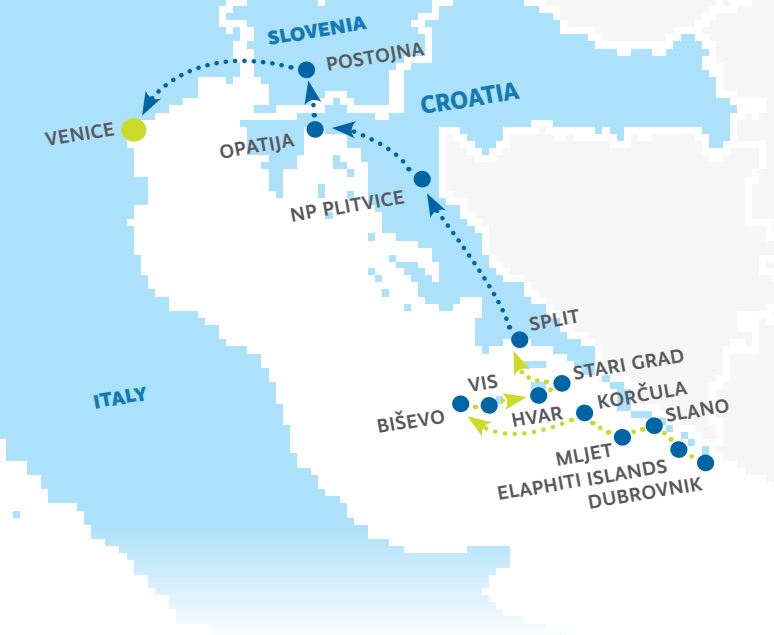 SLOVENIA
POSTOJNA
CROATIA
VENICE
OPATIJA
NP PLITVICE
SPLIT
STARI GRAD
VIS
ITALY
KORČULA
HVAR
BIŠEVO
SLANO
MLJET
ELAPHITI ISLANDS
DUBROVNIK